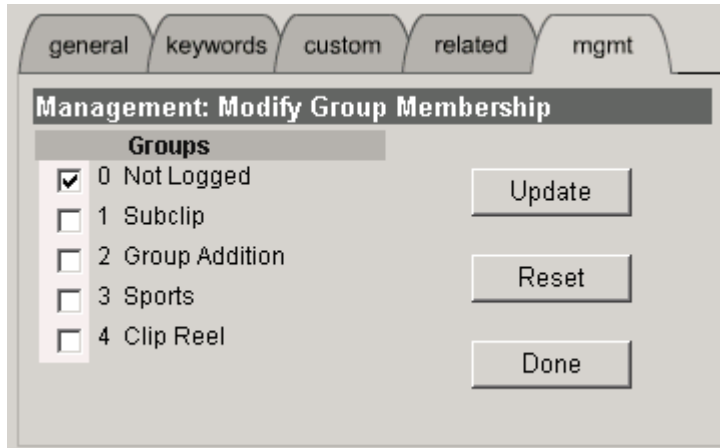 general keywords custom related mgmt
Management: Modify Group Membership
Groups
0 Not Logged
1 Subclip
2 Group Addition
3 Sports
4 Clip Reel
Update
Reset
Done